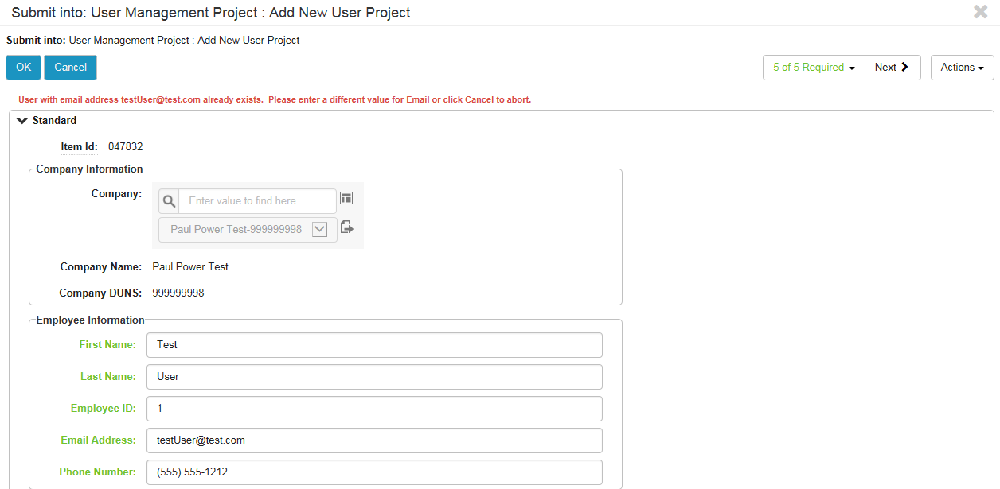 Submit into: User Management Project : Add New User Project
Submit into: User Management Project : Add New User Project
OK Cancel 5 of 5 Required Next Actions
User with email address testUser@test.com already exists.  Please enter a different value for Email or click Cancel to abort.
Standard
Item Id: 047832
Company Information
Company: Enter value to find here
Paul Power Test-999999998
Company Name: Paul Power Test
Company DUNS: 999999998
Employee Information
First Name: Test
Last Name: User
Employee ID: 1
Email Address: testUser@test.com
Phone Number: (555) 555-1212